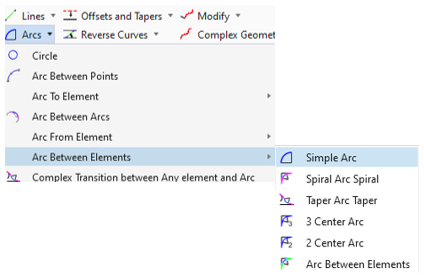 Lines Offsets and Tapers Modify
Arcs Reverse Curves Complex Geomet
Circle
Arc Between Points
Arc To Element
Arc Between Arcs
Arc From Element
Arc Between Elements
Complex Transition between Any element and Arc
Simple Arc
Spiral Arc Spiral
Taper Arc Taper
3 Center Arc
2 Center Arc
Arc Between Elements